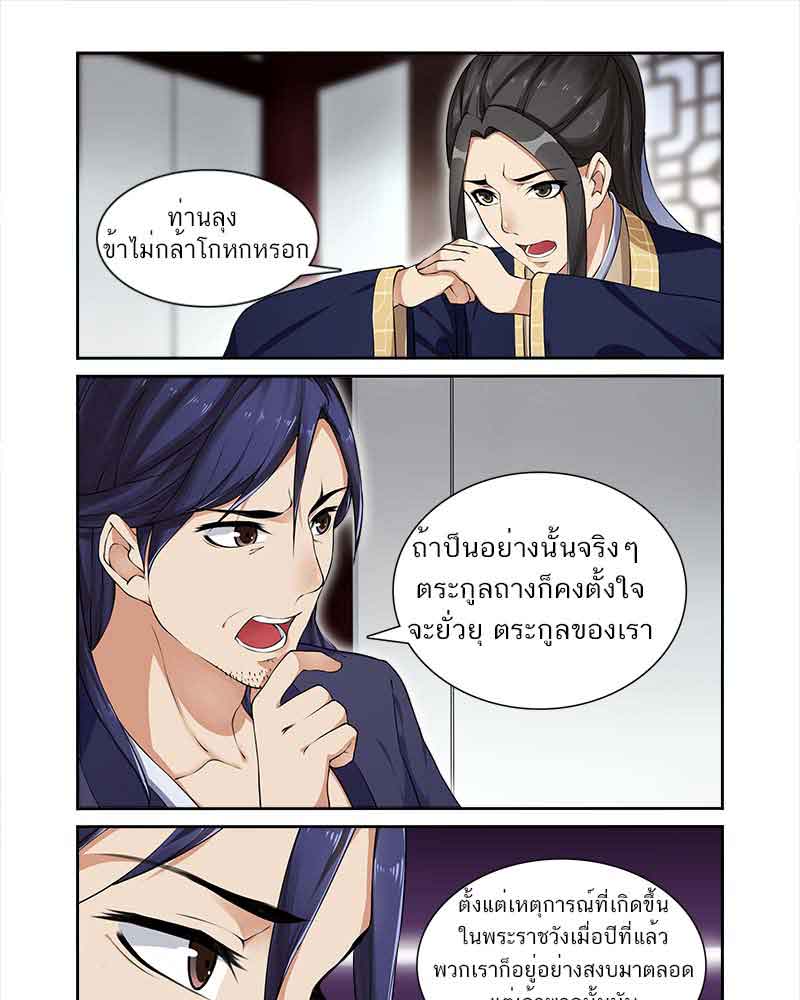 ท่านลุง
ข้าไม่กล้าโกหกหรอก
ถ้าป็นอย่างนั้นจริงๆ
ตระกูลถางก็คงตั้งใจ
จะยั่วยุ ตระกูลของเรา
ตั้งแต่เหตุการณ์ที่เกิดขึ้น
ในพระราชวังเมื่อปีที่แล้ว
พวกเราก็อยู่อย่างสงบมาตลอด